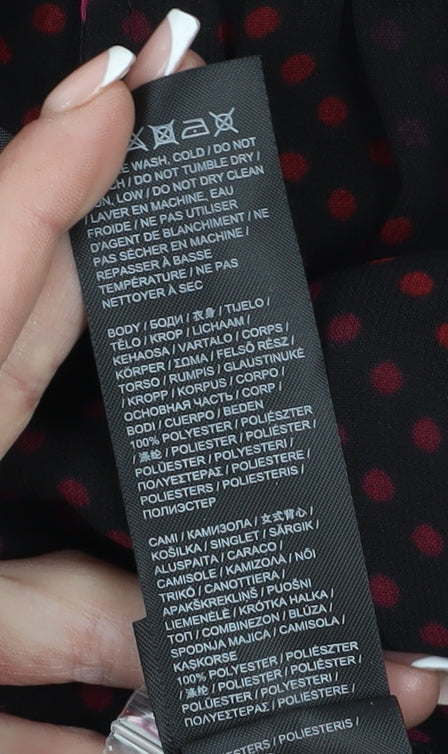 WASH, COLD / DO NOT
/ DO NOT TUMBLE DRY /
LOW / DO NOT DRY CLEAN
LAVER EN MACHINE, EAU
FROIDE / NE PAS UTILISER
D'AGENT DE BLANCHIMENT / NE
PAS SÉCHER EN MACHINE /
REPASSER À BASSE
TEMPÉRATURE / NE PAS
NETTOYER À SEC
BODY / БОДИ / 衣身 / TIJELO /
TĚLO / KROP / LICHAAM /
KEHAOSA / VARTALO / CORPS /
KÖRPER / ΣΩΜΑ / FELSŐ RÉSZ /
TORSO / RUMPIS / GLAUSTINUKĖ
/ KROPP / KORPUS / CORPO /
ОСНОВНАЯ ЧАСТЬ / CORP /
BODI / CUERPO / BEDEN
100% POLYESTER / POLIÉSZTER
/ 涤纶 / POLIESTER / POLIÉSTER /
POLÜESTER / POLYESTERI /
ΠΟΛΥΕΣΤΕΡΑΣ / POLIESTERE /
POLIESTERS / POLIESTERIS /
ПОЛИЭСТЕР
CAMI / КАМИЗОЛА / 女式背心 /
KOŠILKA / SINGLET / SÄRGIK /
ALUSPAITA / CARACO /
CAMISOLE / KAMIZOLA / NŐI
TRIKÓ / CANOTTIERA /
APAKŠKREKLIŅŠ / PUOŠNI
LIEMENĖLĖ / KRÓTKA HALKA /
ТОП / COMBINEZON / BLÚZA /
SPODNJA MAJICA / CAMISOLA /
KAŞKORSE
100% POLYESTER / POLIÉSZTER
/ 涤纶 / POLIESTER / POLIÉSTER /
POLÜESTER / POLYESTERI /
ΠΟΛΥΕΣΤΕΡΑΣ / POLIESTERE /
POLIESTERIS /